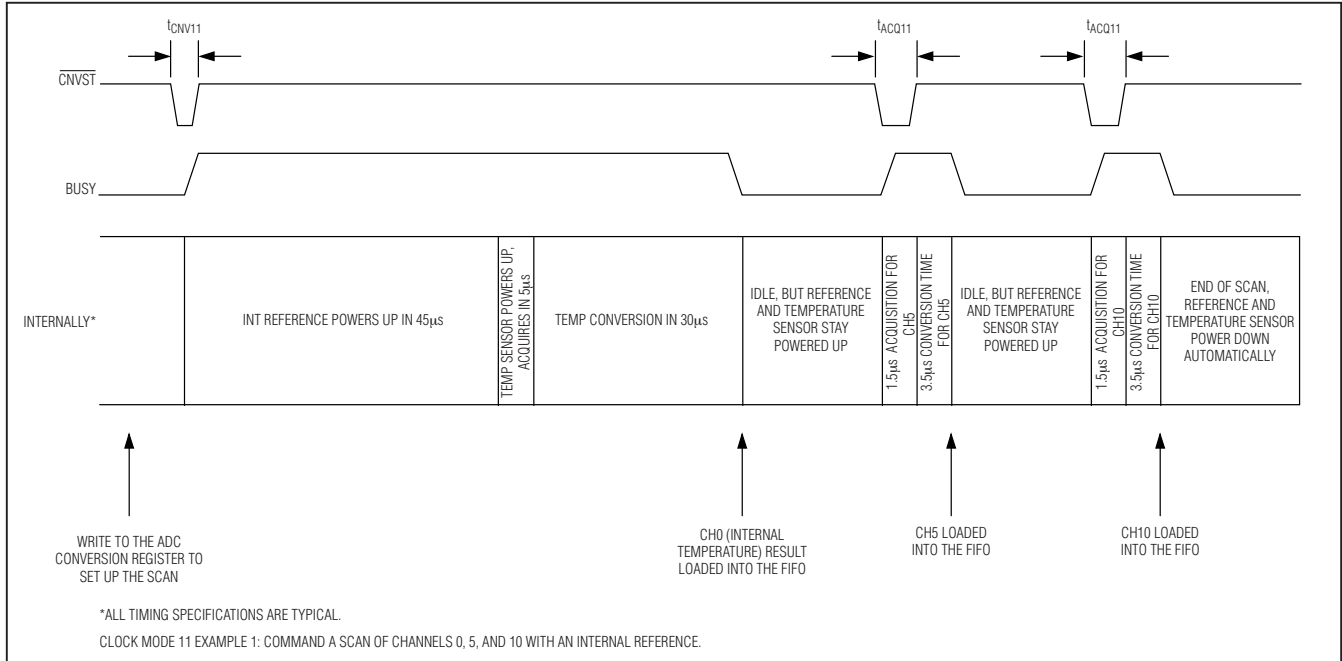 tCNV11
tACQ11
tACQ11
CNVST
BUSY
INTERNALLY*
INT REFERENCE POWERS UP IN 45μs
TEMP SENSOR POWERS UP,
ACQUIRES IN 5μs
TEMP CONVERSION IN 30μs
IDLE, BUT REFERENCE
AND TEMPERATURE
SENSOR STAY
POWERED UP
1.5μs ACQUISITION FOR
CH5
3.5μs CONVERSION TIME
FOR CH5
IDLE, BUT REFERENCE
AND TEMPERATURE
SENSOR STAY
POWERED UP
1.5μs ACQUISITION FOR
CH10
3.5μs CONVERSION TIME
FOR CH10
END OF SCAN,
REFERENCE AND
TEMPERATURE SENSOR
POWER DOWN
AUTOMATICALLY
WRITE TO THE ADC
CONVERSION REGISTER TO
SET UP THE SCAN
CH0 (INTERNAL
TEMPERATURE) RESULT
LOADED INTO THE FIFO
CH5 LOADED
INTO THE FIFO
CH10 LOADED
INTO THE FIFO
*ALL TIMING SPECIFICATIONS ARE TYPICAL.
CLOCK MODE 11 EXAMPLE 1: COMMAND A SCAN OF CHANNELS 0, 5, AND 10 WITH AN INTERNAL REFERENCE.